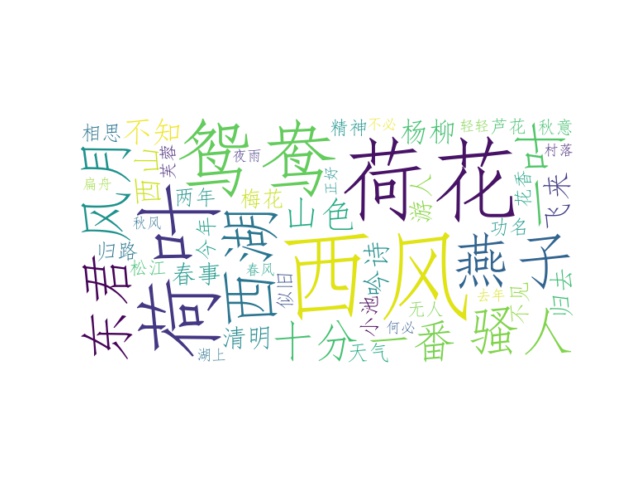 相思
不知
鸳鸯
精神
不必
杨柳
轻轻
芦花
秋意
风月
西山
芙蓉
夜雨
正好
荷花
一叶
村落
扁舟
秋风
荷叶
两年
今年
梅花
山色
游人
花香
飞来
归路
西湖
功名
东君
松江
春事
春风
似旧
西风
吟诗
燕子
小池
无人
去年
不见
归去
湖上
清明
十分
天气
何必
一番
骚人